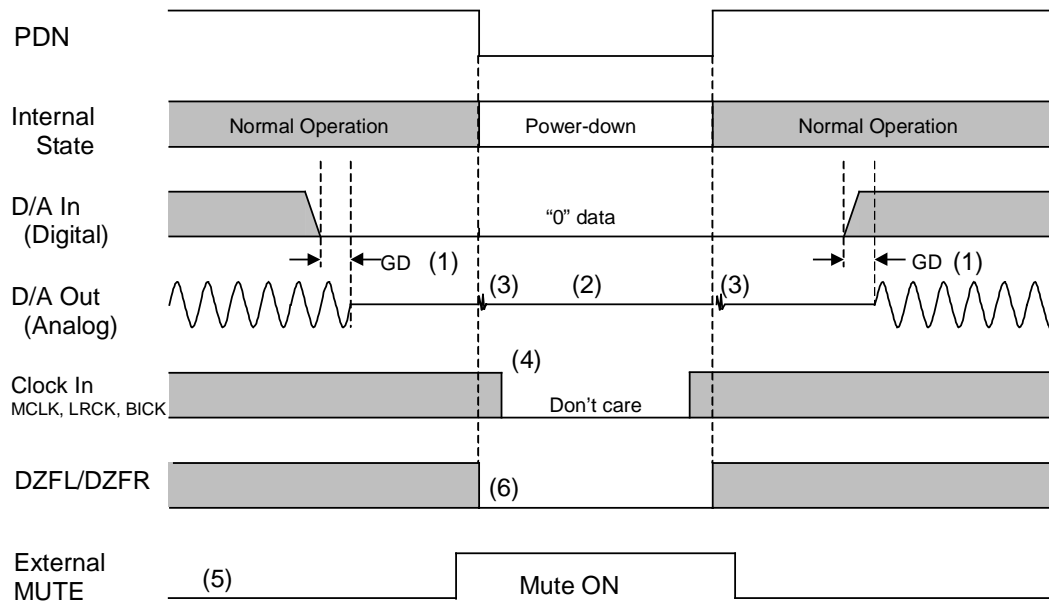 PDN
Internal
State
Normal Operation
Power-down
Normal Operation
D/A In
(Digital)
“0” data
GD (1)
GD (1)
D/A Out
(Analog)
(3)
(2)
(3)
Clock In
MCLK, LRCK, BICK
(4)
Don’t care
DZFL/DZFR
(6)
External
MUTE
(5)
Mute ON